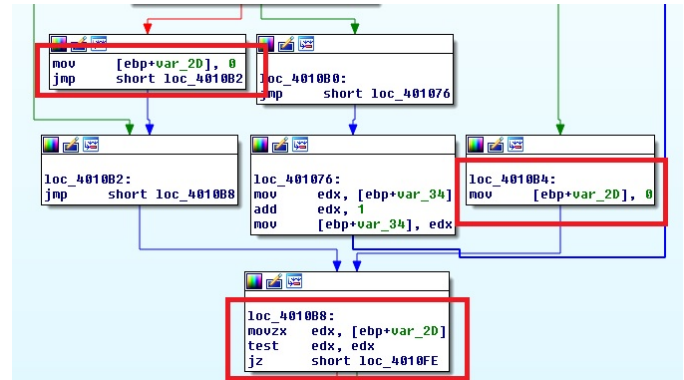 mov [ebp+var_2D], 0
jmp short loc_4010B2
loc_4010B0:
jmp short loc_401076
loc_4010B2:
jmp short loc_4010B8
loc_401076:
mov edx, [ebp+var_34]
add edx, 1
mov [ebp+var_34], edx
loc_4010B4:
mov [ebp+var_2D], 0
loc_4010B8:
movzx edx, [ebp+var_2D]
test edx, edx
jz short loc_4010FE